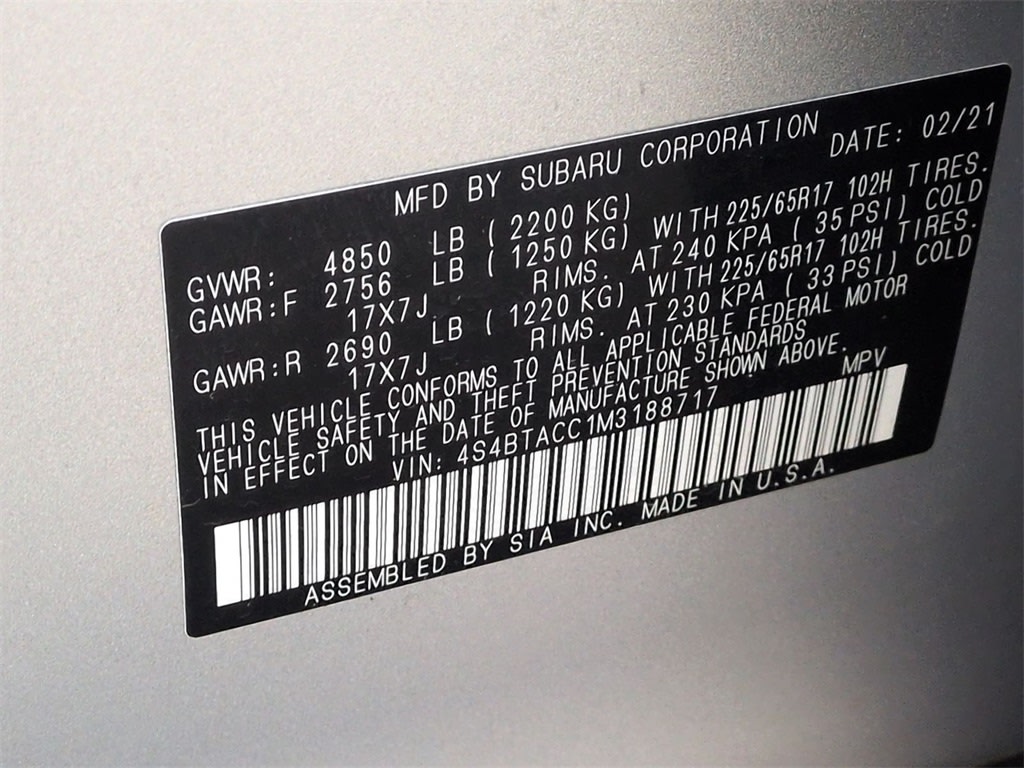 MFD BY SUBARU CORPORATION
DATE: 02/21
GVWR: 4850 LB ( 2200 KG)
GAWR:F 2756 LB ( 1250 KG) WITH 225/65R17 102H TIRES.
17X7J RIMS. AT 240 KPA ( 35 PSI) COLD
GAWR:R 2690 LB ( 1220 KG) WITH 225/65R17 102H TIRES.
17X7J RIMS. AT 230 KPA ( 33 PSI) COLD
THIS VEHICLE CONFORMS TO ALL APPLICABLE FEDERAL MOTOR
VEHICLE SAFETY AND THEFT PREVENTION STANDARDS
IN EFFECT ON THE DATE OF MANUFACTURE SHOWN ABOVE.
VIN: 4S4BTACC1M3188717 MPV
ASSEMBLED BY SIA INC. MADE IN U.S.A.